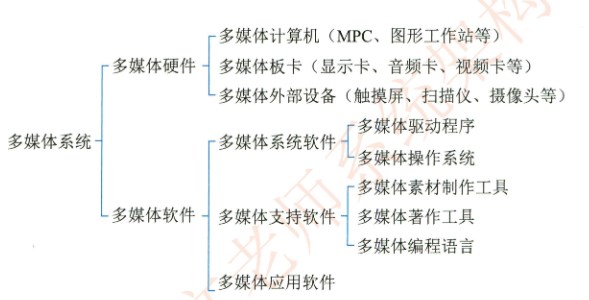 多媒体计算机（MPC、图形工作站等）
多媒体硬件
多媒体板卡（显示卡、音频卡、视频卡等）
多媒体外部设备（触摸屏、扫描仪、摄像头等）
多媒体系统
多媒体驱动程序
多媒体系统软件
多媒体操作系统
多媒体素材制作工具
多媒体软件
多媒体支持软件
多媒体著作工具
多媒体编程语言
多媒体应用软件
老师系统架构